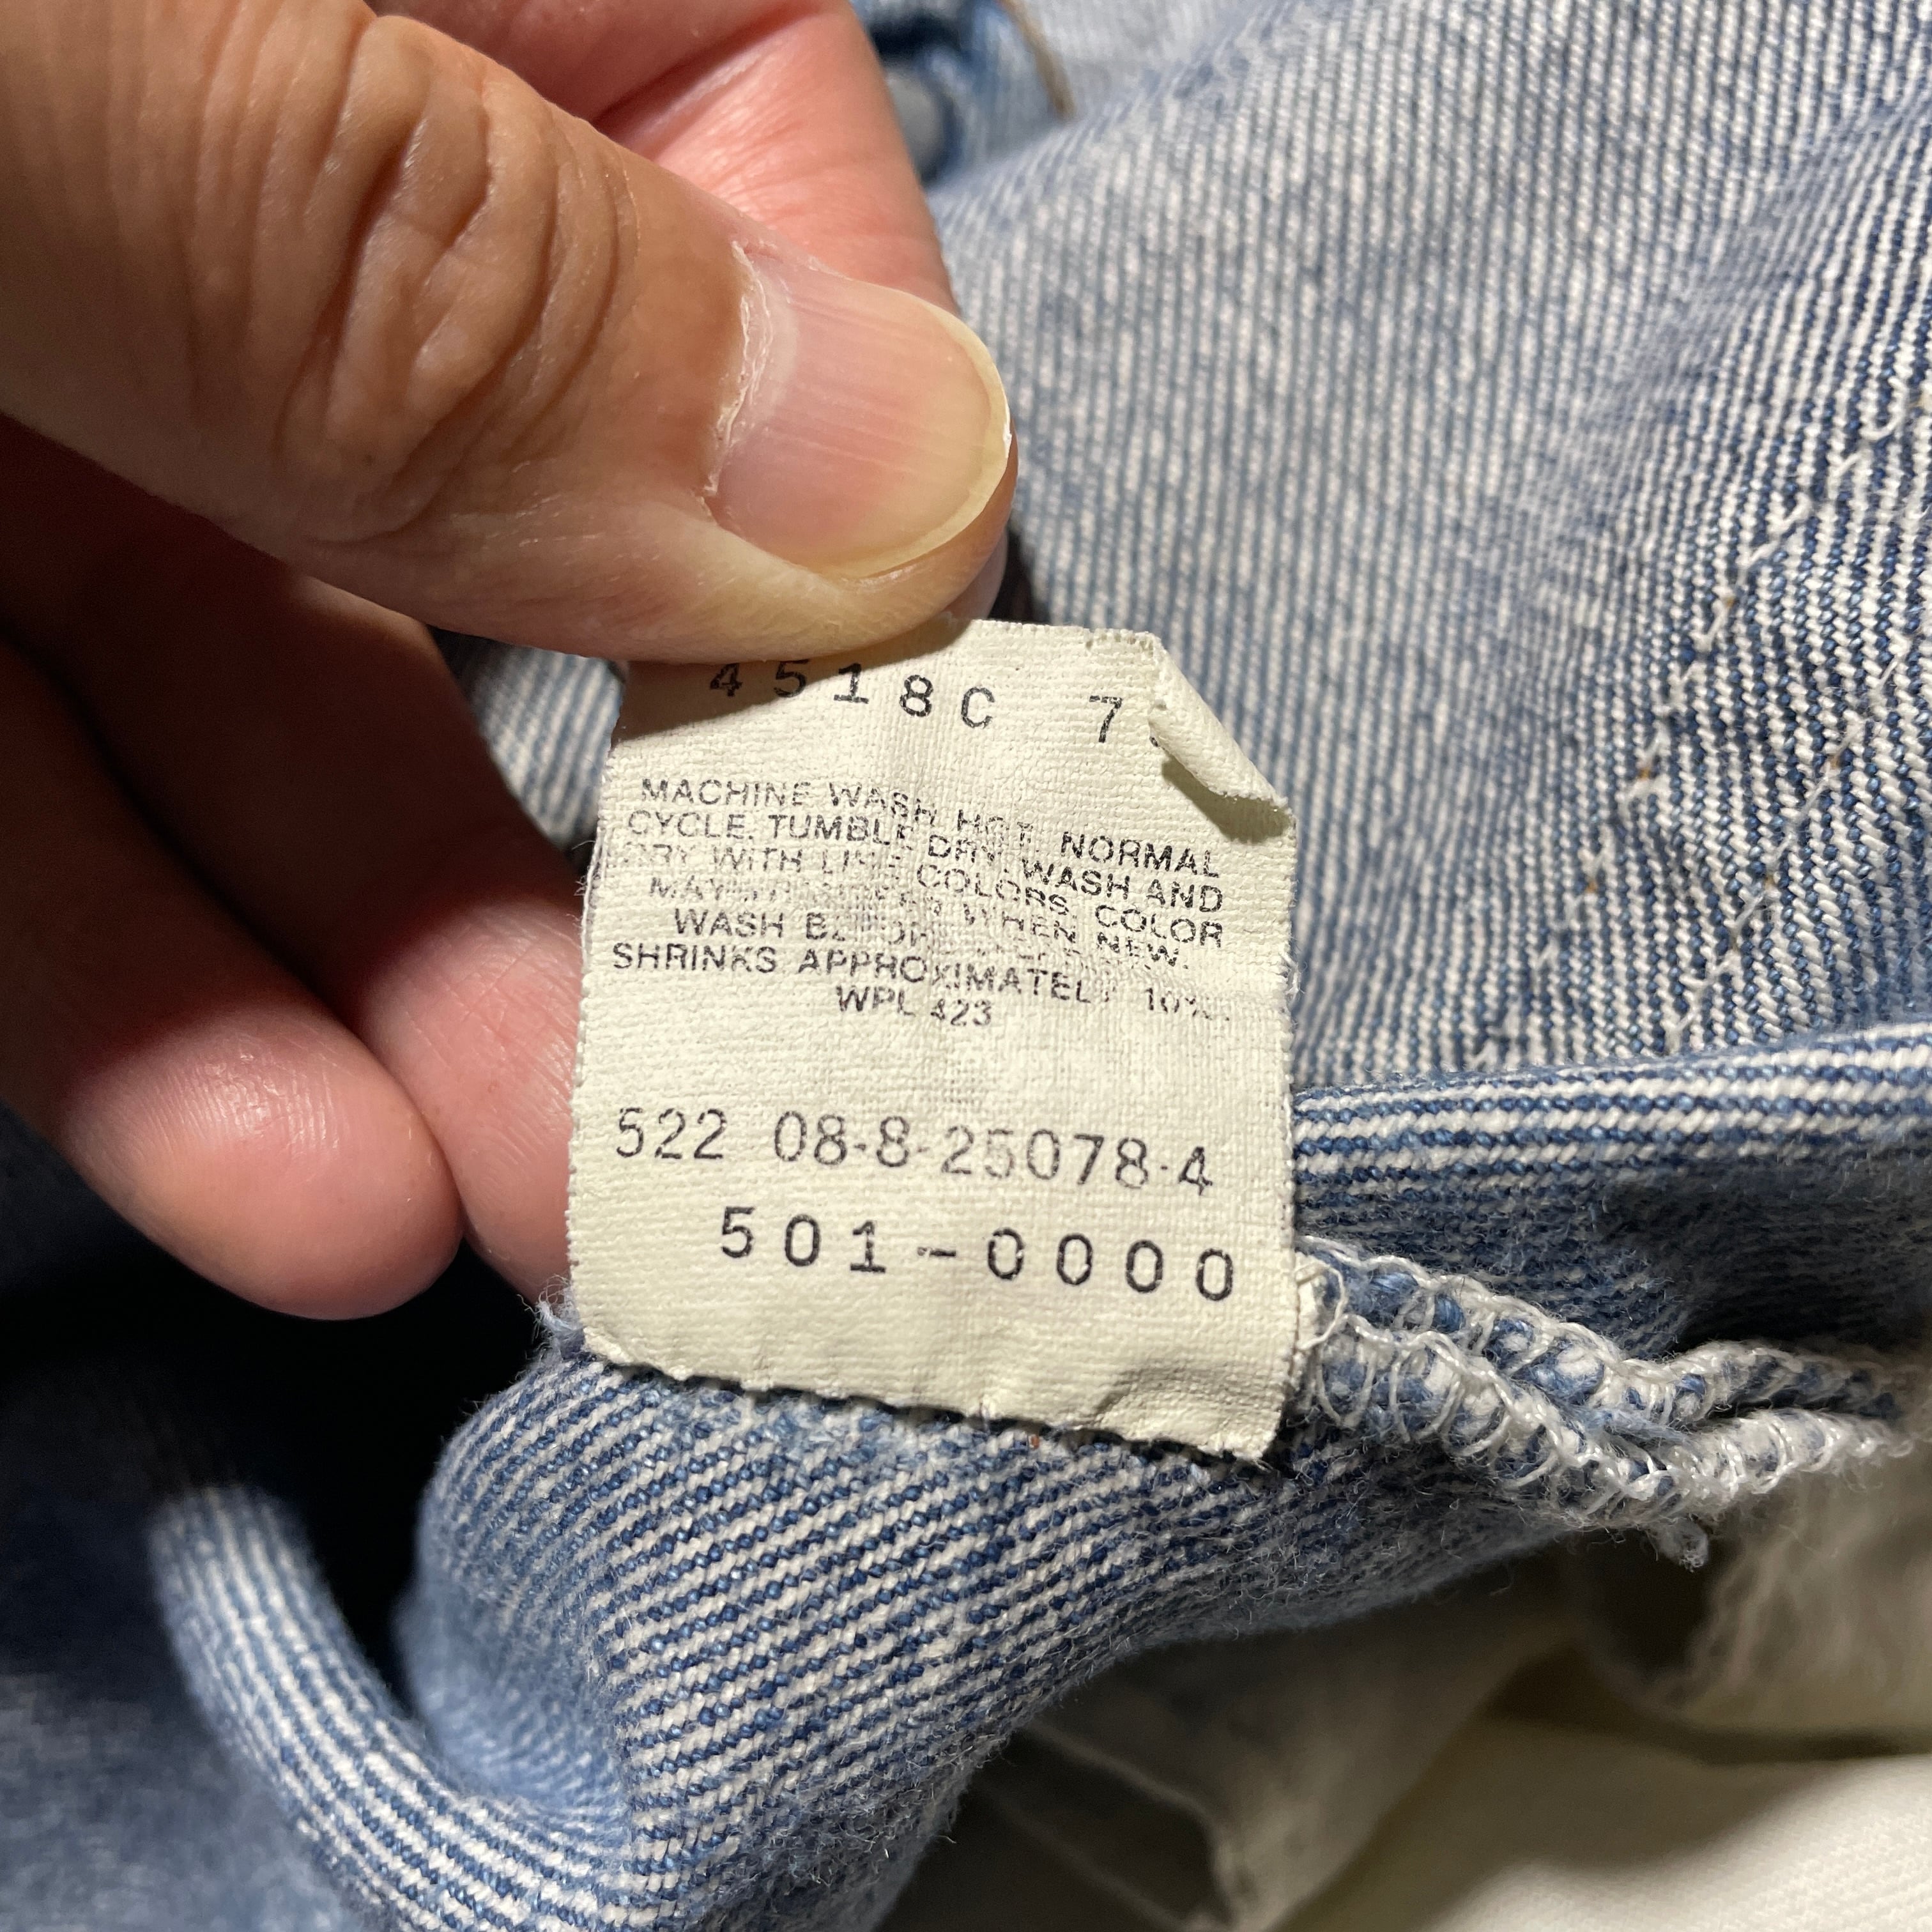 4518C 7
MACHINE WASH HOT NORMAL
CYCLE. TUMBLE DRY. WASH AND
DRY WITH LIKE COLORS. COLOR
MAY WHEN NEW.
WASH
SHRINKS APPROXIMATELY 10%.
WPL 423
522 08-8-25078-4
501-0000